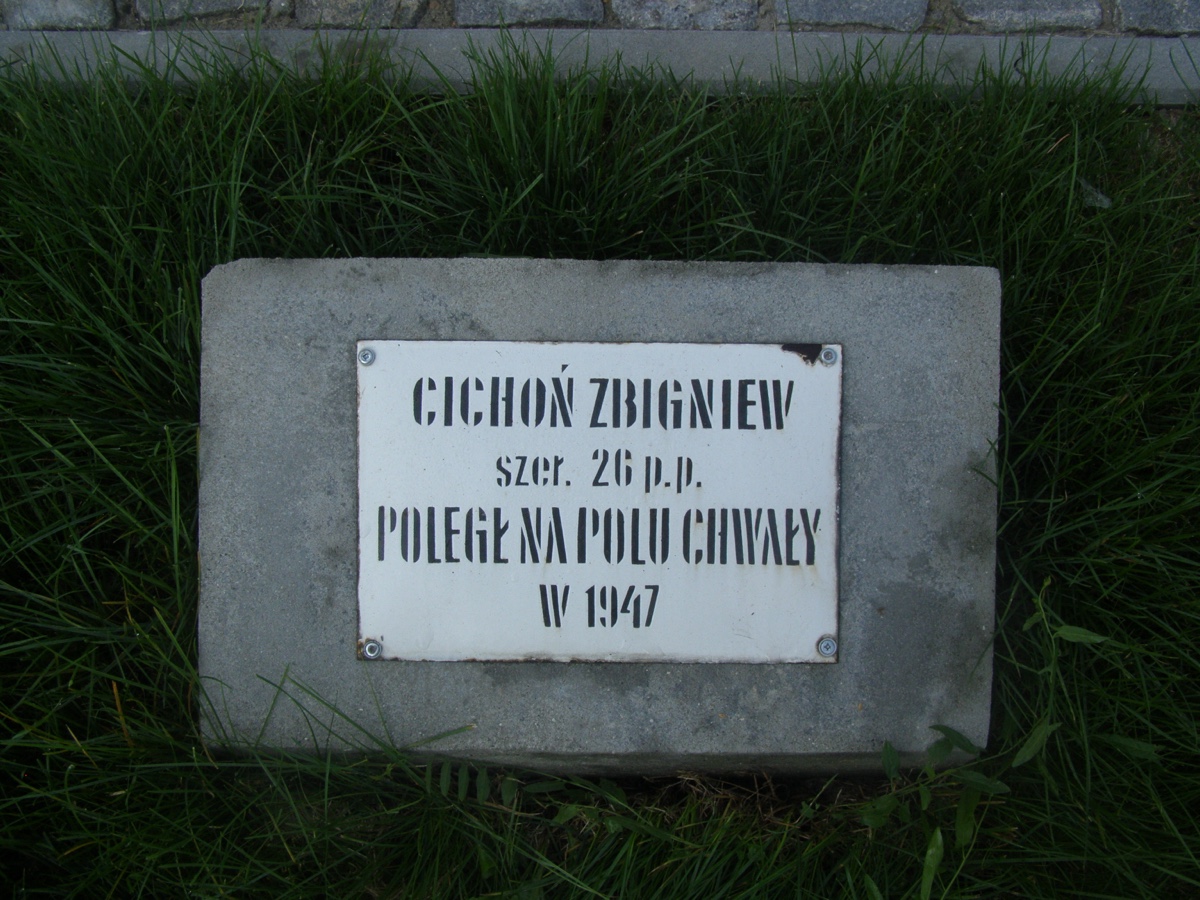 CICHOŃ ZBIGNIEW
szer. 26 p.p.
POLEGŁ NA POLU CHWAŁY
W 1947